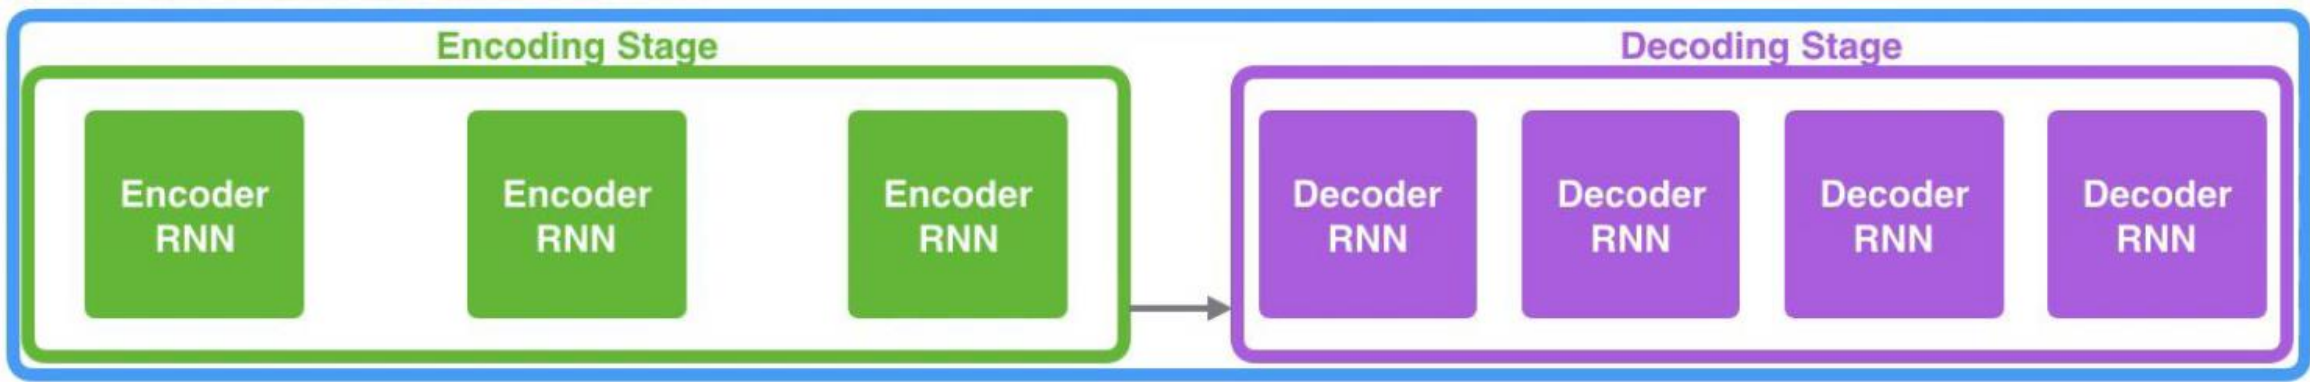 Encoding Stage
Decoding Stage
Encoder
RNN
Encoder
RNN
Encoder
RNN
Decoder
RNN
Decoder
RNN
Decoder
RNN
Decoder
RNN